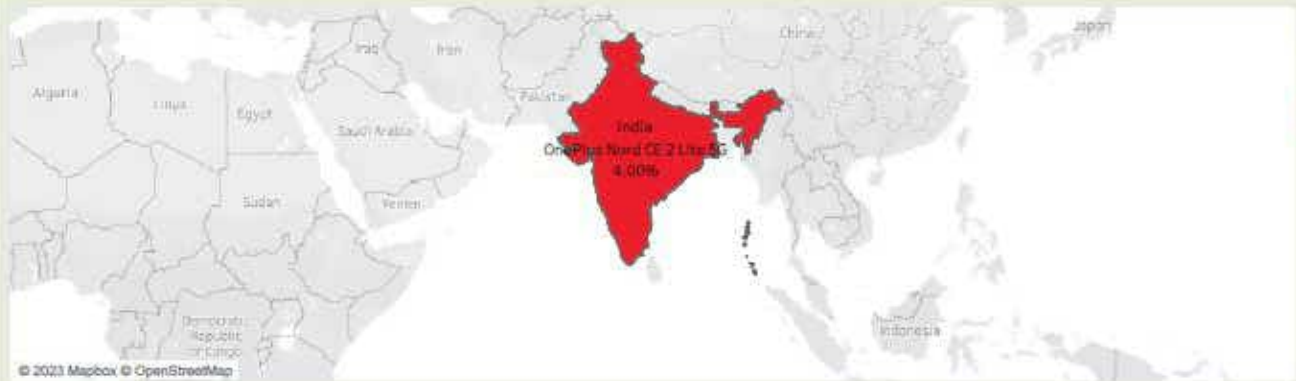 Japan
China
Iraq
Iran
Algeria
Libya
Egypt
Pakistan
Saudi Arabia
India
OnePlus Nord CE 2 Lite 5G
4.00%
Sudan
Yemen
Democratic
Republic
of Congo
Indonesia
© 2023 Mapbox © OpenStreetMap